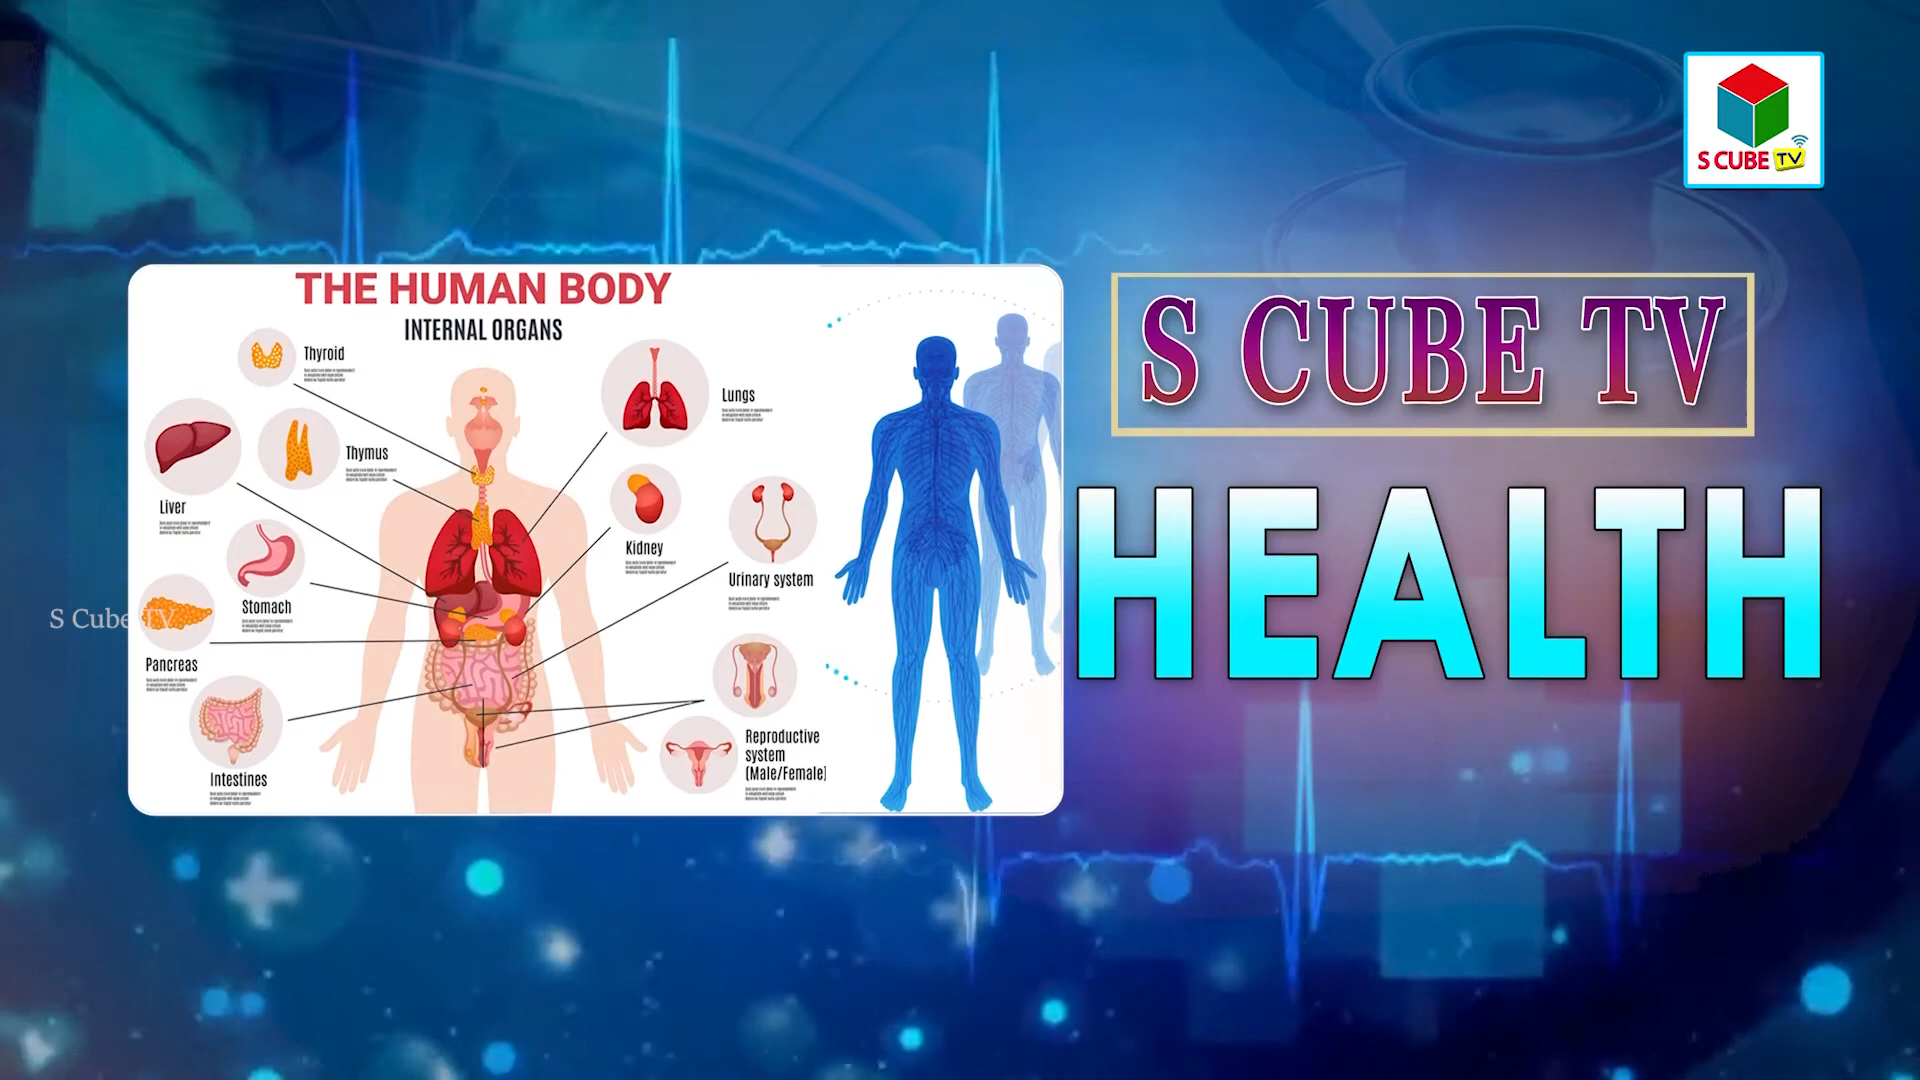 S CUBE TV
THE HUMAN BODY
INTERNAL ORGANS
Thyroid
Lungs
Thymus
Liver
Kidney
Urinary system
Stomach
Pancreas
Reproductive
system
(Male/Female)
Intestines
S CUBE TV
HEALTH
S Cube TV